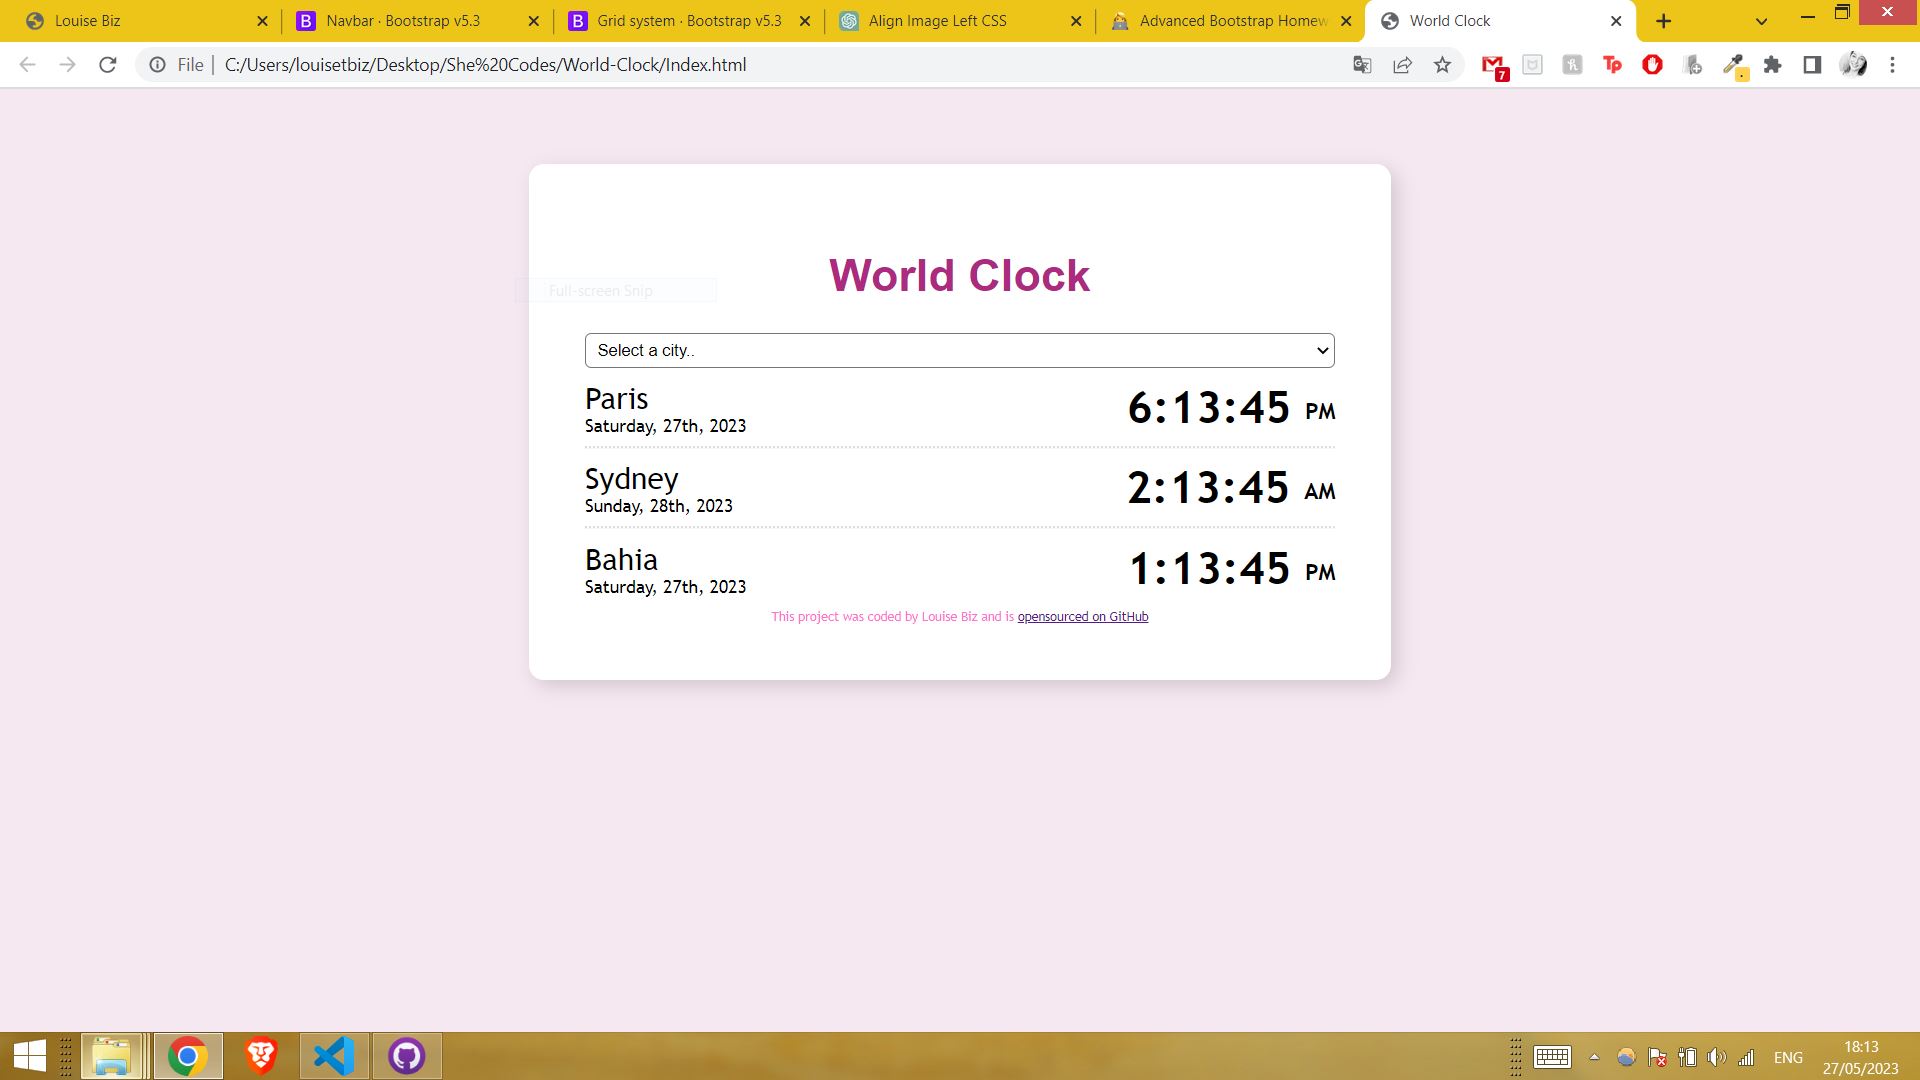 Louise Biz
Navbar · Bootstrap v5.3
Grid system · Bootstrap v5.3
Align Image Left CSS
Advanced Bootstrap Homew
World Clock
File | C:/Users/louisetbiz/Desktop/She%20Codes/World-Clock/Index.html
7
Tp
World Clock
Full-screen Snip
Select a city..
Paris
6:13:45 PM
Saturday, 27th, 2023
Sydney
2:13:45 AM
Sunday, 28th, 2023
Bahia
1:13:45 PM
Saturday, 27th, 2023
This project was coded by Louise Biz and is opensourced on GitHub
ENG
18:13
27/05/2023